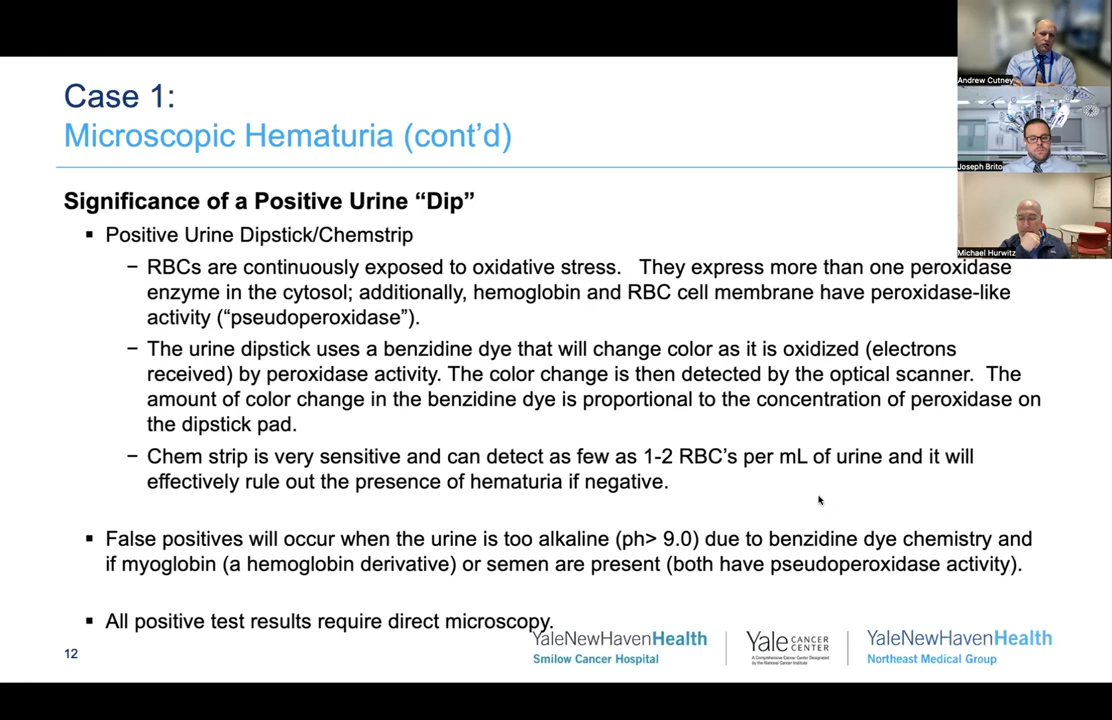 Case 1:
Microscopic Hematuria (cont’d)
Significance of a Positive Urine “Dip”
▪ Positive Urine Dipstick/Chemstrip
− RBCs are continuously exposed to oxidative stress. They express more than one peroxidase
enzyme in the cytosol; additionally, hemoglobin and RBC cell membrane have peroxidase-like
activity (“pseudoperoxidase”).
− The urine dipstick uses a benzidine dye that will change color as it is oxidized (electrons
received) by peroxidase activity. The color change is then detected by the optical scanner. The
amount of color change in the benzidine dye is proportional to the concentration of peroxidase on
the dipstick pad.
− Chem strip is very sensitive and can detect as few as 1-2 RBC’s per mL of urine and it will
effectively rule out the presence of hematuria if negative.
▪ False positives will occur when the urine is too alkaline (ph> 9.0) due to benzidine dye chemistry and
if myoglobin (a hemoglobin derivative) or semen are present (both have pseudoperoxidase activity).
▪ All positive test results require direct microscopy.
12
YaleNewHavenHealth
Smilow Cancer Hospital
Yale CANCER
CENTER
A Comprehensive Cancer Center Designated
by the National Cancer Institute
YaleNewHavenHealth
Northeast Medical Group
Andrew Cutney
Joseph Brito
Michael Hurwitz